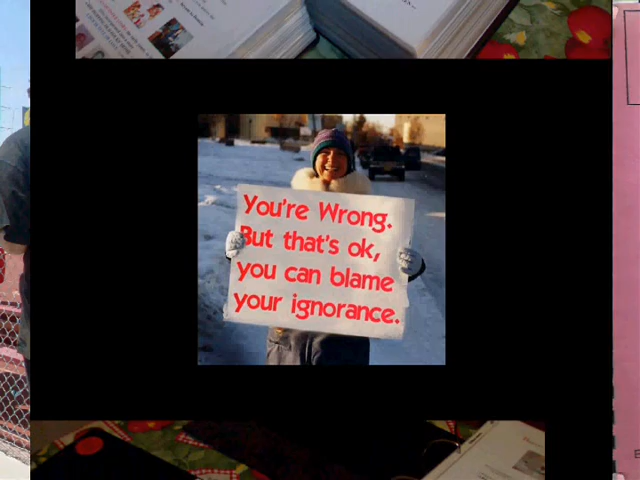 You're Wrong.
But that's ok,
you can blame
your ignorance.